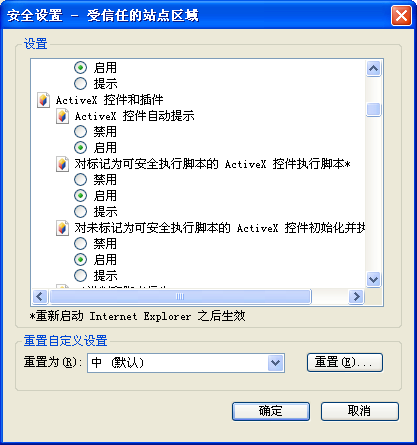 安全设置 - 受信任的站点区域
设置
启用
提示
ActiveX 控件和插件
ActiveX 控件自动提示
禁用
启用
对标记为可安全执行脚本的 ActiveX 控件执行脚本*
禁用
启用
提示
对未标记为可安全执行脚本的 ActiveX 控件初始化并执
禁用
启用
提示
*重新启动 Internet Explorer 之后生效
重置自定义设置
重置为(R): 中 (默认) 重置(E)...
确定 取消